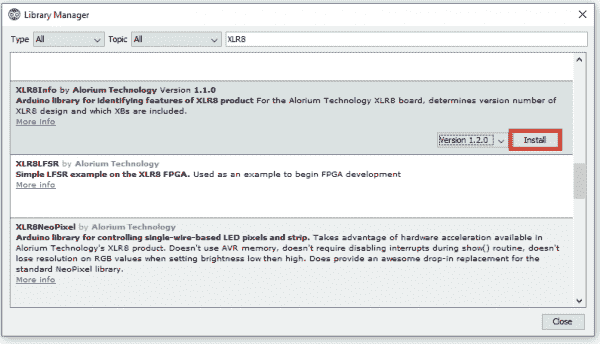 Library Manager
Type All Topic All XLR8
XLR8Info by Alorium Technology Version 1.1.0
Arduino library for identifying features of XLR8 product For the Alorium Technology XLR8 board, determines version number of
XLR8 design and which XBs are included.
More info
Version 1.2.0 Install
XLR8LFSR by Alorium Technology
Simple LFSR example on the XLR8 FPGA. Used as an example to begin FPGA development
More info
XLR8NeoPixel by Alorium Technology
Arduino library for controlling single-wire-based LED pixels and strip. Takes advantage of hardware acceleration available in
Alorium Technology's XLR8 product. Doesn't use AVR memory, doesn't require disabling interrupts during show() routine, doesn't
lose resolution on RGB values when setting brightness low then high. Does provide an awesome drop-in replacement for the
standard NeoPixel library.
More info
Close